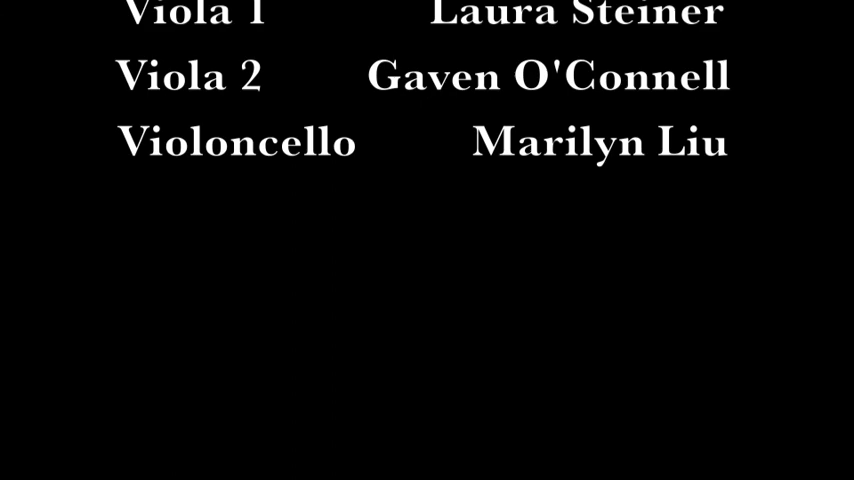 Viola 1 Laura Steiner
Viola 2 Gaven O'Connell
Violoncello Marilyn Liu